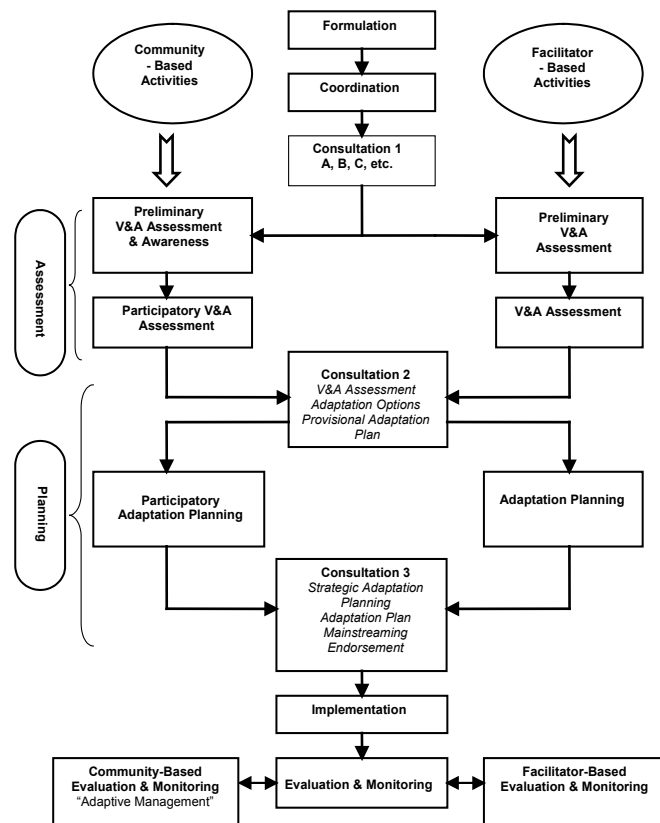 Community
- Based
Activities
Formulation
Facilitator
- Based
Activities
Coordination
Consultation 1
A, B, C, etc.
Assessment
Preliminary
V&A Assessment
& Awareness
Preliminary
V&A
Assessment
Participatory V&A
Assessment
V&A Assessment
Consultation 2
V&A Assessment
Adaptation Options
Provisional Adaptation
Plan
Planning
Participatory
Adaptation Planning
Adaptation Planning
Consultation 3
Strategic Adaptation
Planning
Adaptation Plan
Mainstreaming
Endorsement
Implementation
Community-Based
Evaluation & Monitoring
“Adaptive Management”
Evaluation & Monitoring
Facilitator-Based
Evaluation & Monitoring